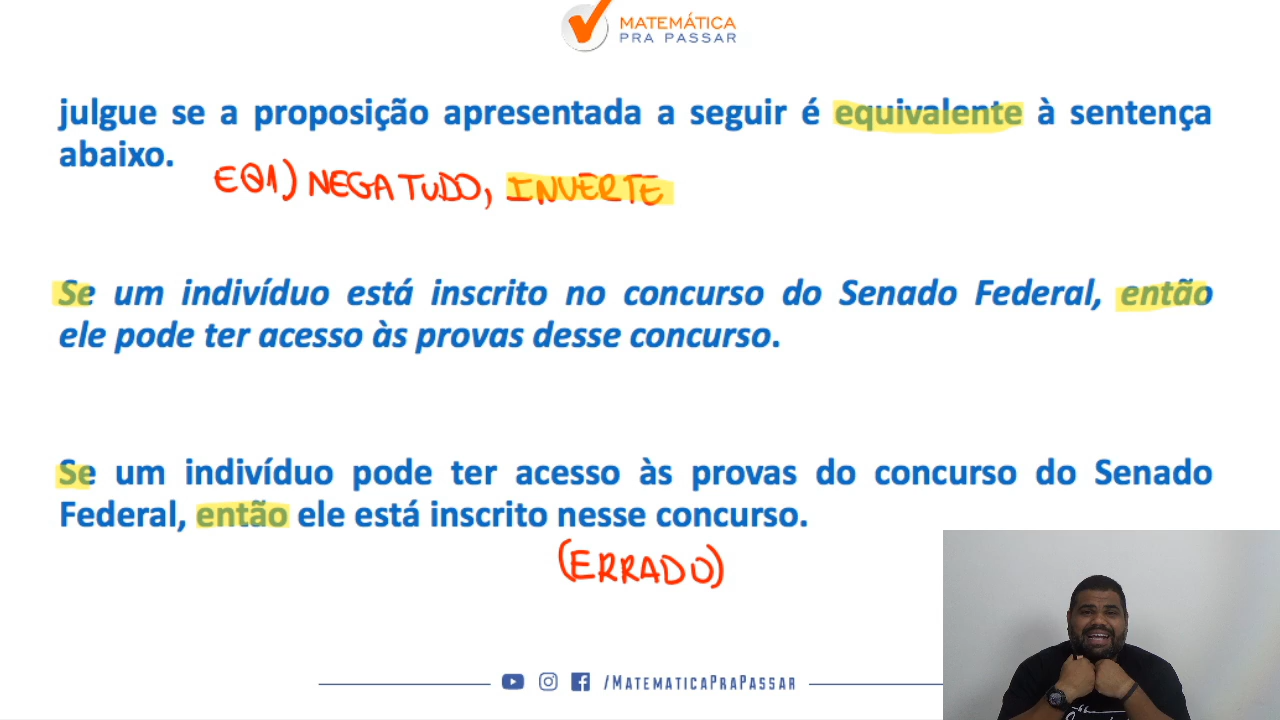 MATEMÁTICA
PRA PASSAR
julgue se a proposição apresentada a seguir é equivalente à sentença
abaixo.
EQ1) NEGA TUDO, INVERTE
Se um indivíduo está inscrito no concurso do Senado Federal, então
ele pode ter acesso às provas desse concurso.
Se um indivíduo pode ter acesso às provas do concurso do Senado
Federal, então ele está inscrito nesse concurso.
(ERRADO)
/MATEMATICAPRAPASSAR